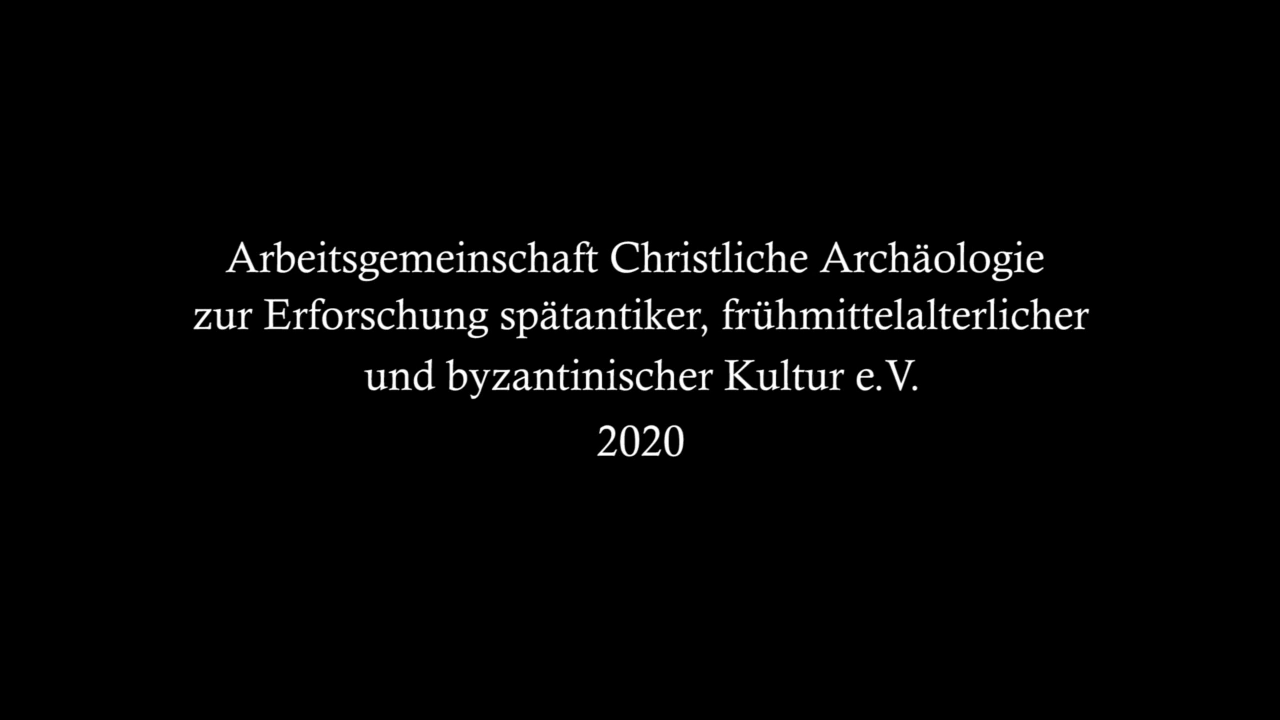 Arbeitsgemeinschaft Christliche Archäologie
zur Erforschung spätantiker, frühmittelalterlicher
und byzantinischer Kultur e.V.
2020